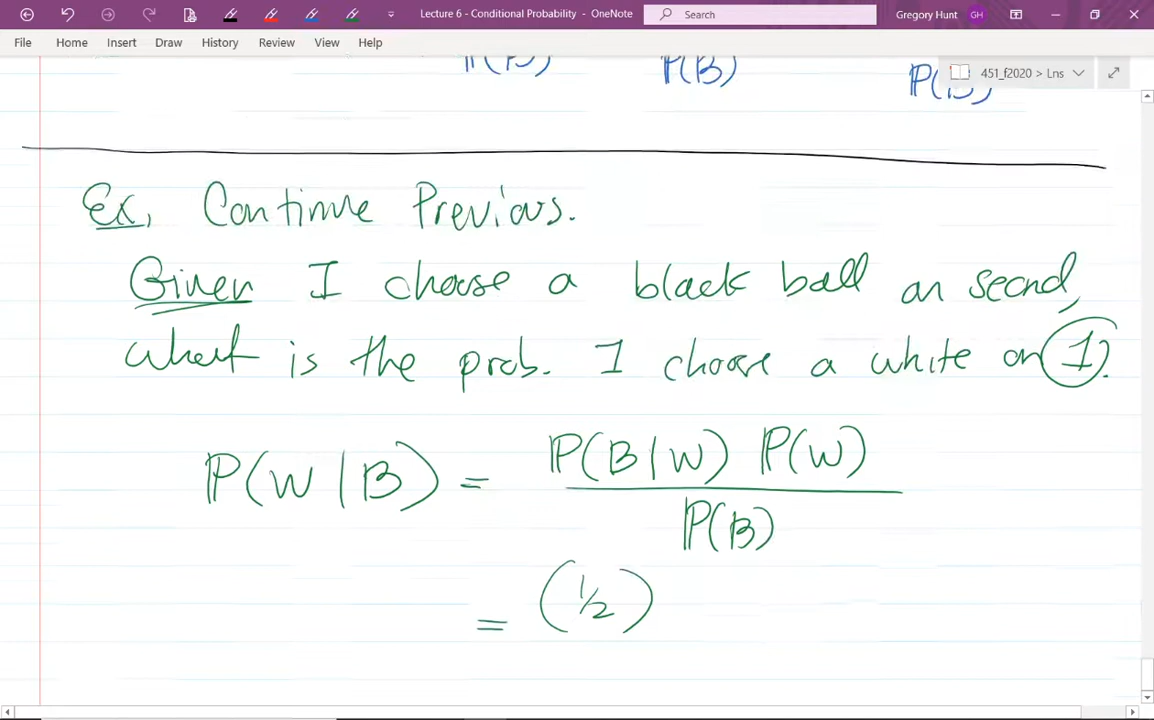 Lecture 6 - Conditional Probability - OneNote
Search
Gregory Hunt GH
File Home Insert Draw History Review View Help
451_f2020 > Lns
P(B) P(B) P(B)
Ex. Continue Previous.
Given I choose a black ball on second,
what is the prob. I choose a white on 1.
P(W | B) = P(B | W) P(W)
P(B)
= (1/2)